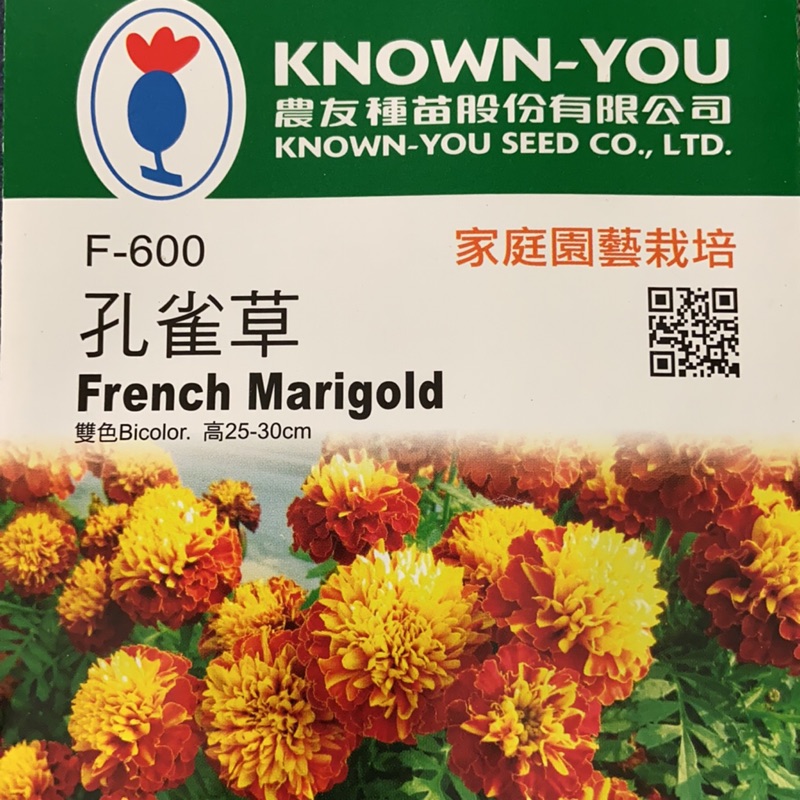 KNOWN-YOU
農友種苗股份有限公司
KNOWN-YOU SEED CO., LTD.
F-600
家庭園藝栽培
孔雀草
French Marigold
雙色Bicolor. 高25-30cm